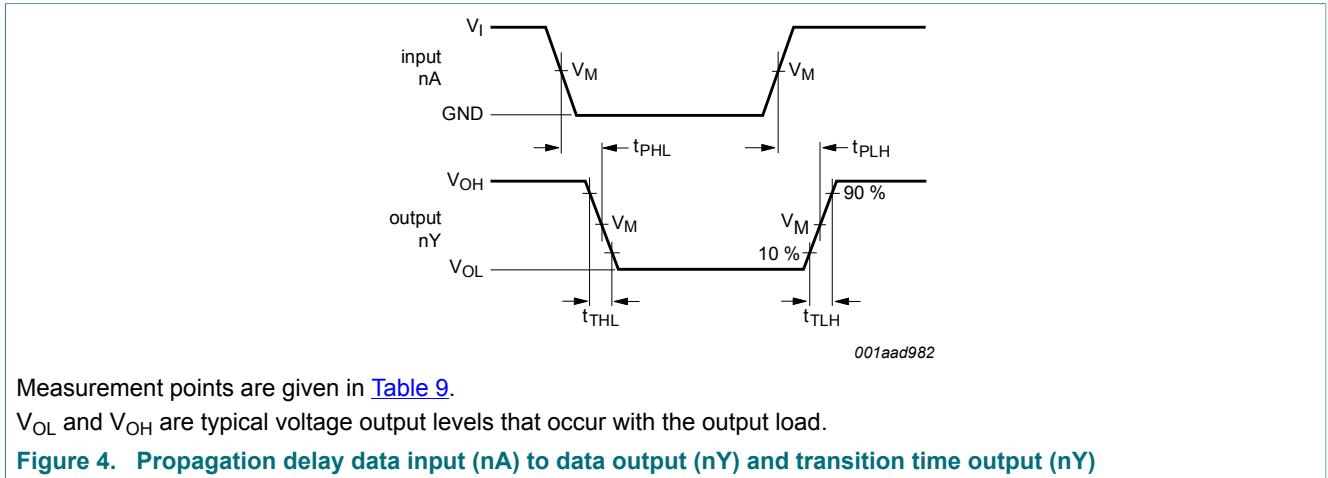 V_I
input
nA
V_M
V_M
GND
t_PHL
t_PLH
V_OH
90 %
output
nY
V_M
V_M
10 %
V_OL
t_THL
t_TLH
001aad982
Measurement points are given in Table 9.
V_OL and V_OH are typical voltage output levels that occur with the output load.
Figure 4. Propagation delay data input (nA) to data output (nY) and transition time output (nY)